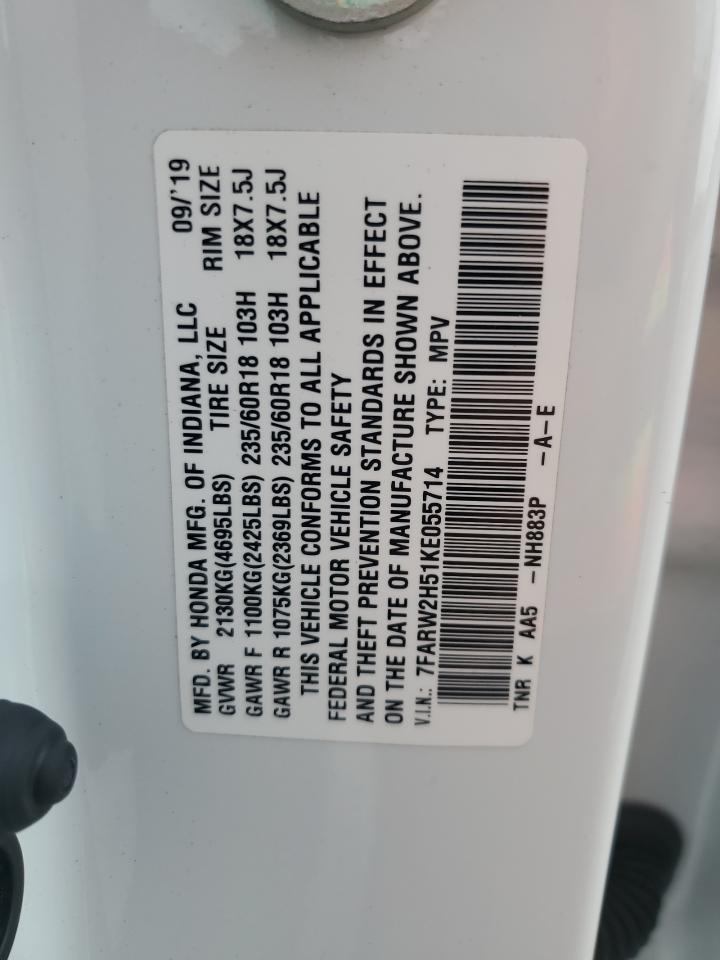 MFD. BY HONDA MFG. OF INDIANA, LLC 09/'19
GVWR 2130KG(4695LBS) TIRE SIZE RIM SIZE
GAWR F 1100KG(2425LBS) 235/60R18 103H 18X7.5J
GAWR R 1075KG(2369LBS) 235/60R18 103H 18X7.5J
THIS VEHICLE CONFORMS TO ALL APPLICABLE
FEDERAL MOTOR VEHICLE SAFETY
AND THEFT PREVENTION STANDARDS IN EFFECT
ON THE DATE OF MANUFACTURE SHOWN ABOVE.
V.I.N.: 7FARW2H51KE055714 TYPE: MPV
TNR K AA5 -NH883P -A-E